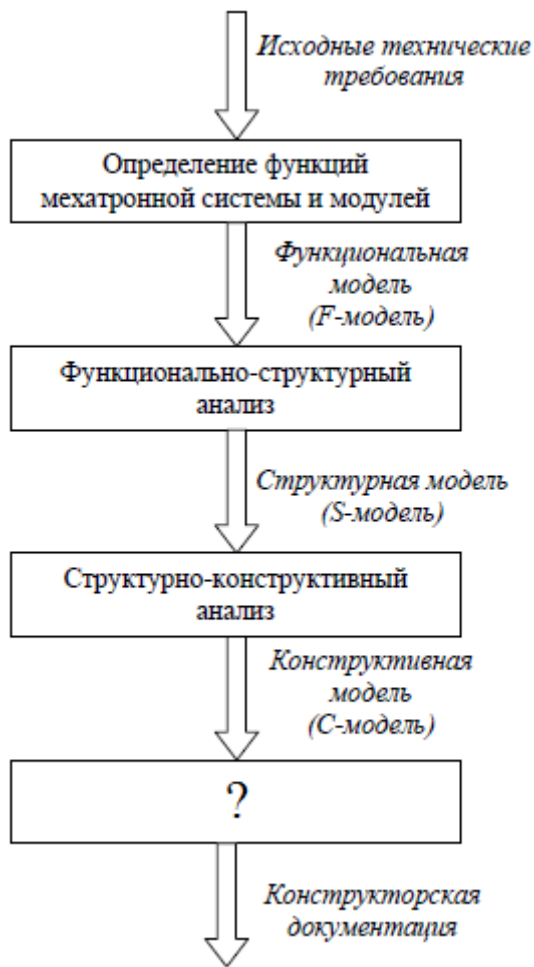 Исходные технические
требования
Определение функций
мехатронной системы и модулей
Функциональная
модель
(F-модель)
Функционально-структурный
анализ
Структурная модель
(S-модель)
Структурно-конструктивный
анализ
Конструктивная
модель
(C-модель)
?
Конструкторская
документация